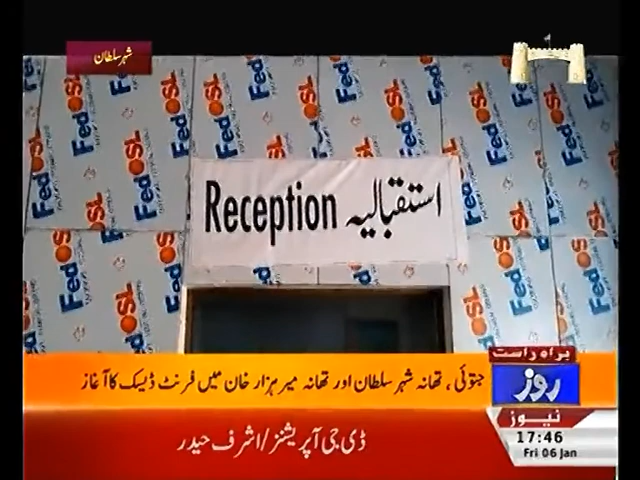 شہر سلطان
FedOSL
Reception استقبالیہ
براہ راست
جتوئی ، تھانہ شہر سلطان اور تھانہ میر ہزار خان میں فرنٹ ڈیسک کا آغاز
روز
نیوز
ڈی جی آپریشنز/اشرف حیدر
17:46
Fri 06 Jan